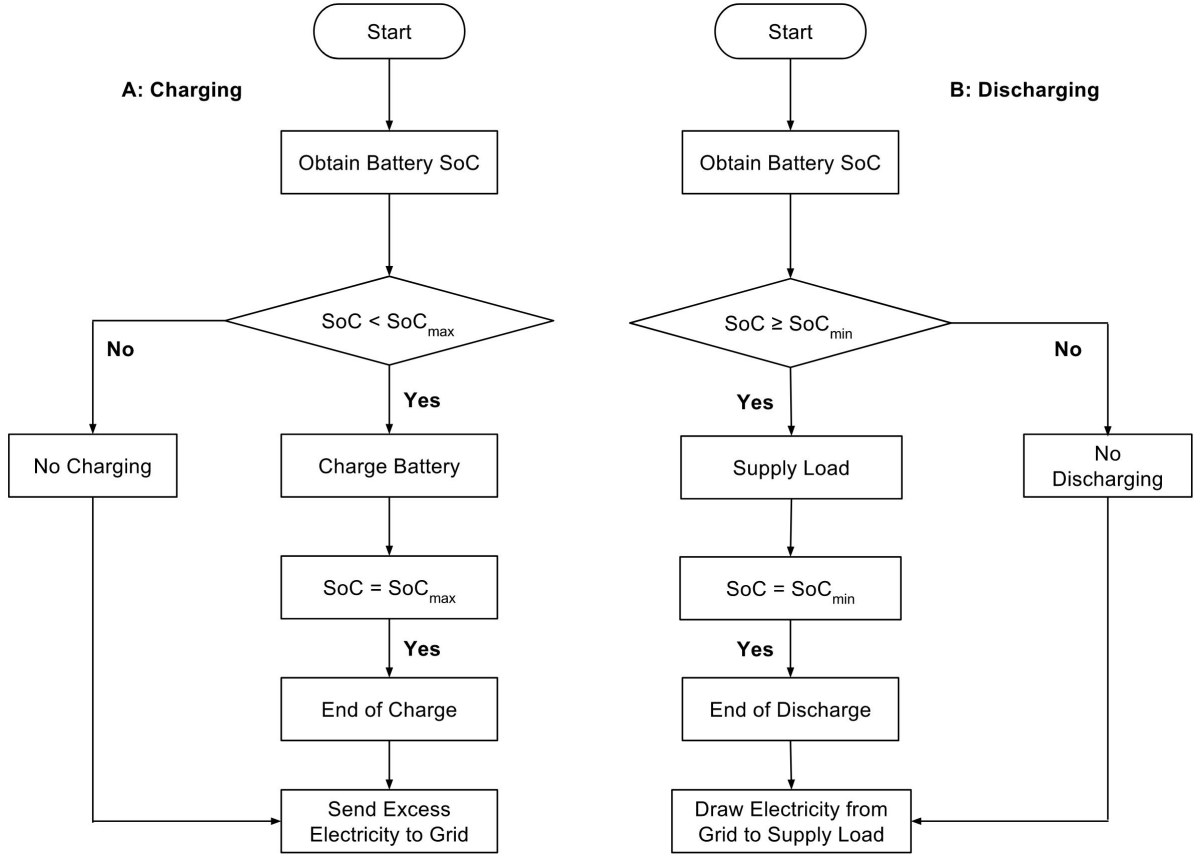 Start
A: Charging
Obtain Battery SoC
SoC < SoCmax
No
Yes
No Charging
Charge Battery
SoC = SoCmax
Yes
End of Charge
Send Excess
Electricity to Grid
Start
B: Discharging
Obtain Battery SoC
SoC ≥ SoCmin
No
Yes
Supply Load
No
Discharging
SoC = SoCmin
Yes
End of Discharge
Draw Electricity from
Grid to Supply Load